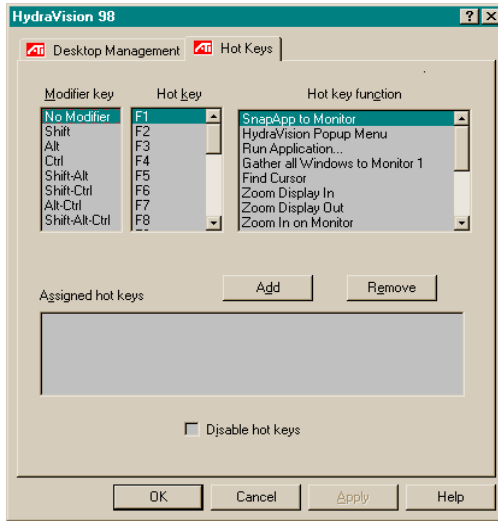 HydraVision 98
ATI Desktop Management ATI Hot Keys
Modifier key Hot Key Hot key function
No Modifier F1 SnapApp to Monitor
Shift F2 HydraVision Popup Menu
Alt F3 Run Application...
Ctrl F4 Gather all Windows to Monitor 1
Shift-Alt F5 Find Cursor
Shift-Ctrl F6 Zoom Display In
Alt-Ctrl F7 Zoom Display Out
Shift-Alt-Ctrl F8 Zoom In on Monitor
Assigned hot keys Add Remove
Disable hot keys
OK Cancel Apply Help